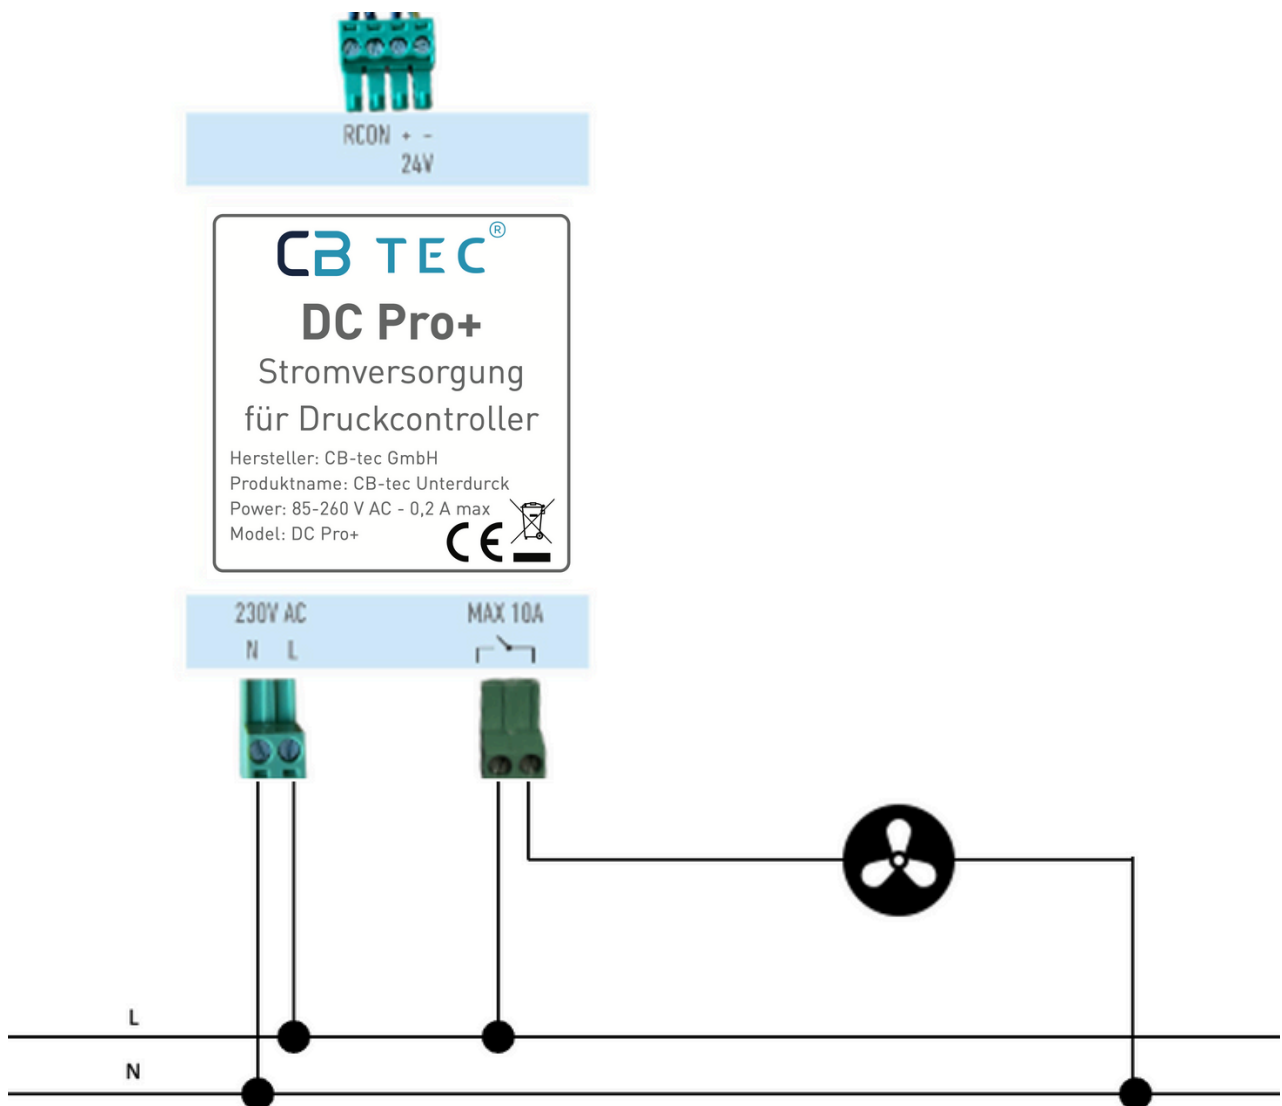 RCON + -
24V
CB TEC®
DC Pro+
Stromversorgung
für Druckcontroller
Hersteller: CB-tec GmbH
Produktname: CB-tec Unterdurck
Power: 85-260 V AC - 0,2 A max
Model: DC Pro+
CE
230V AC
MAX 10A
N L
L
N